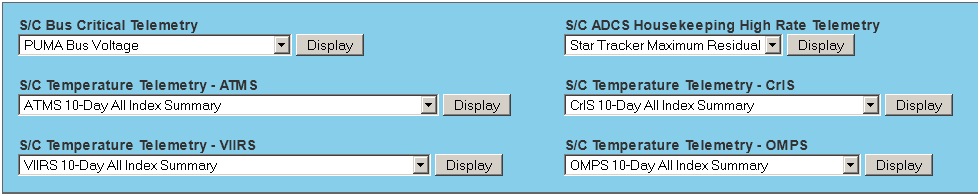 S/C Bus Critical Telemetry
PUMA Bus Voltage Display
S/C ADCS Housekeeping High Rate Telemetry
Star Tracker Maximum Residual Display
S/C Temperature Telemetry - ATMS
ATMS 10-Day All Index Summary Display
S/C Temperature Telemetry - CrIS
CrIS 10-Day All Index Summary Display
S/C Temperature Telemetry - VIIRS
VIIRS 10-Day All Index Summary Display
S/C Temperature Telemetry - OMPS
OMPS 10-Day All Index Summary Display